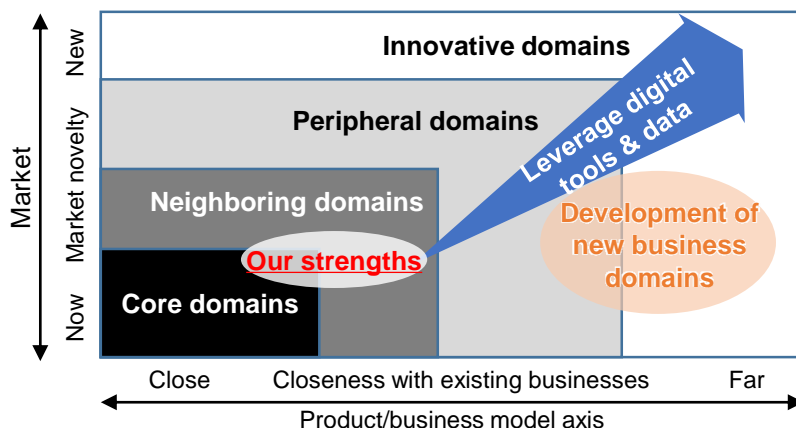 Market
Market novelty
New
Now
Innovative domains
Peripheral domains
Leverage digital
tools & data
Neighboring domains
Development of
new business
domains
Our strengths
Core domains
Close
Closeness with existing businesses
Far
Product/business model axis